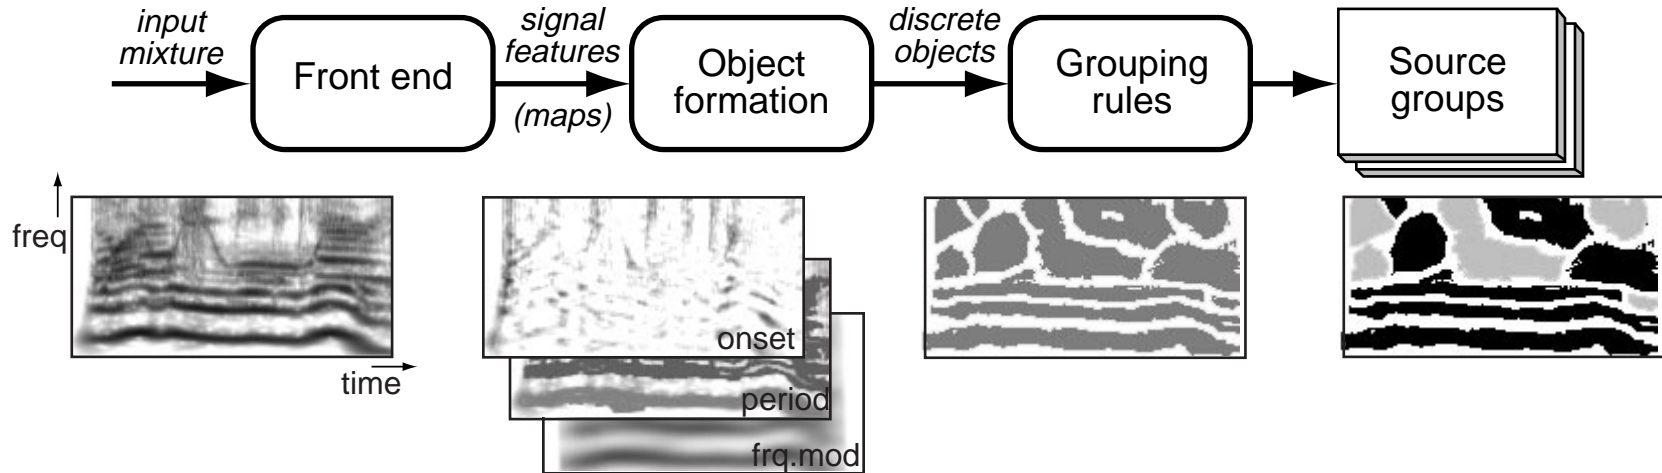 input
mixture
Front end
signal
features
(maps)
Object
formation
discrete
objects
Grouping
rules
Source
groups
freq
time
onset
period
frq.mod